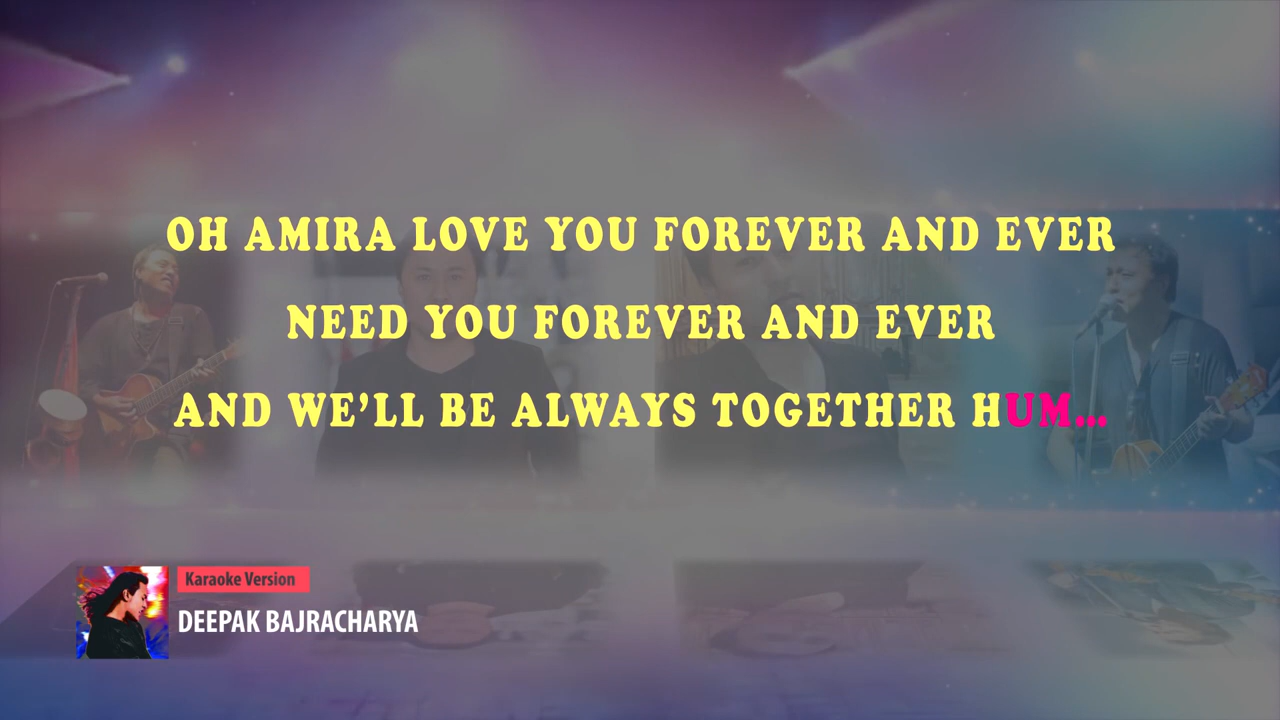 OH AMIRA LOVE YOU FOREVER AND EVER
NEED YOU FOREVER AND EVER
AND WE’LL BE ALWAYS TOGETHER HUM...
Karaoke Version
DEEPAK BAJRACHARYA